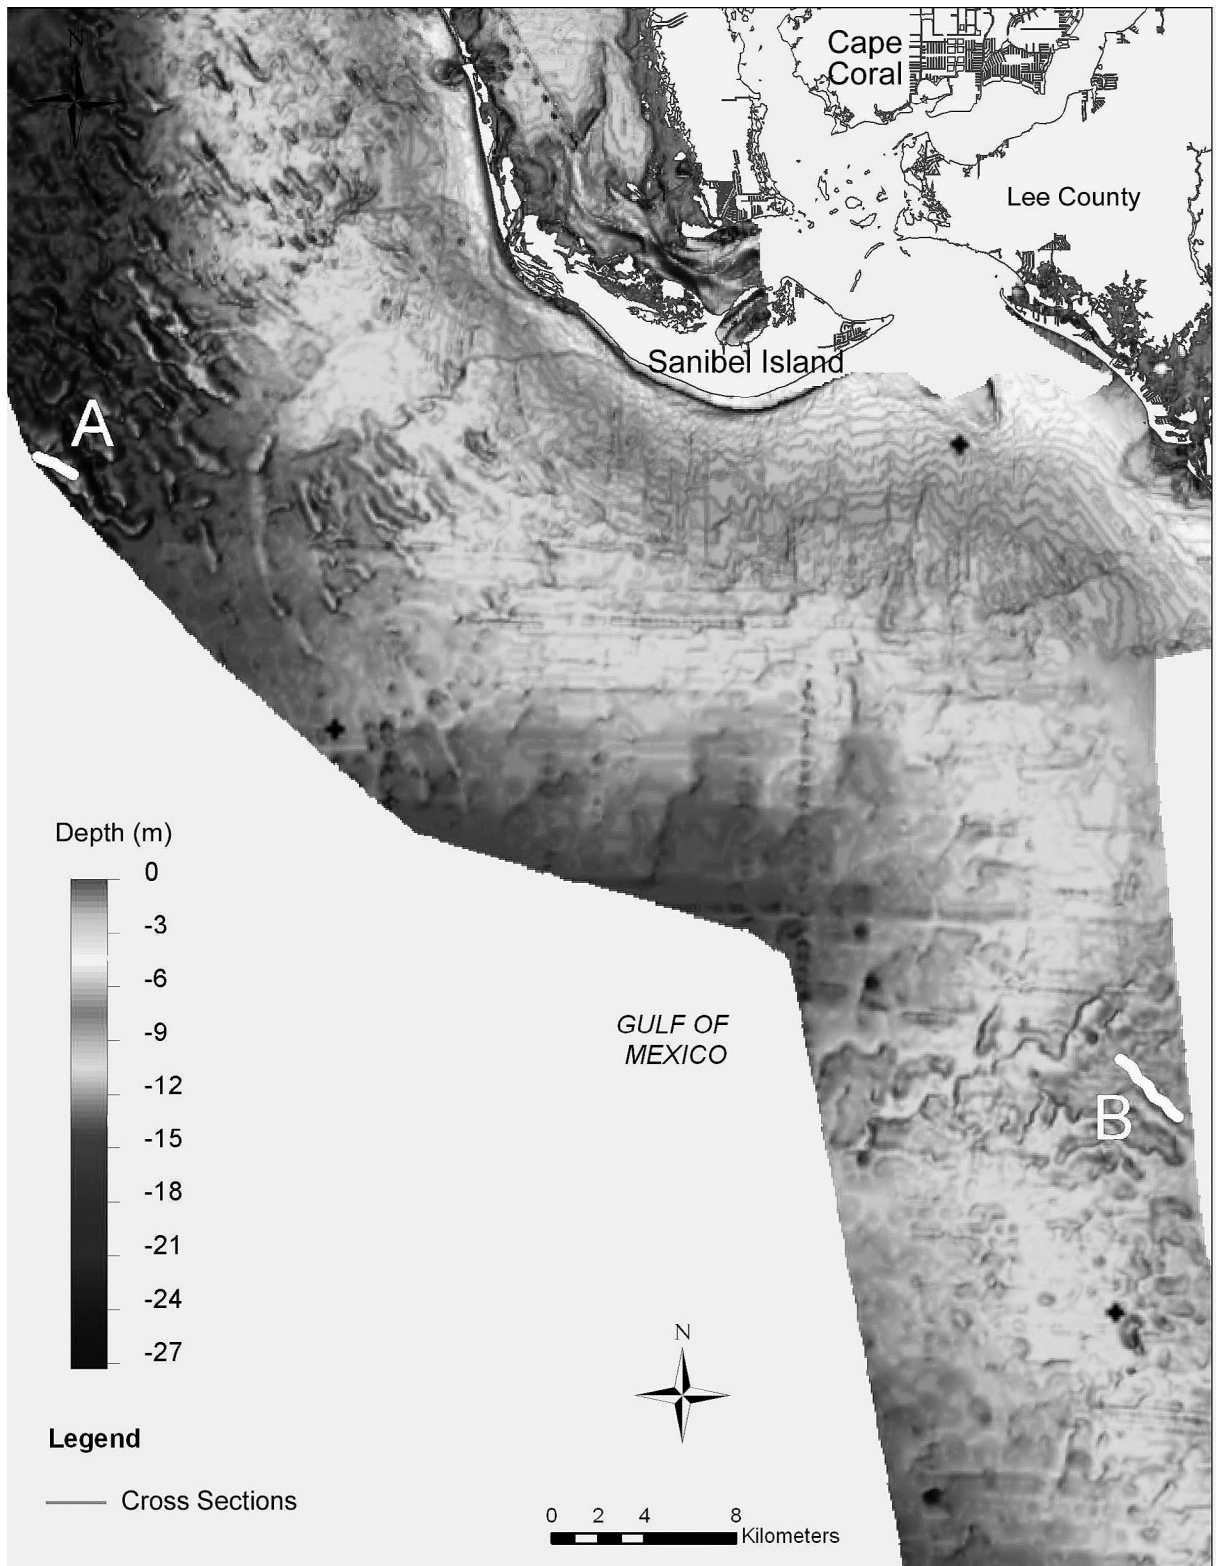 N
Cape
Coral
Lee County
Sanibel Island
A
Depth (m)
0
-3
-6
-9
-12
-15
-18
-21
-24
-27
GULF OF
MEXICO
B
N
Legend
Cross Sections
0 2 4 8
Kilometers